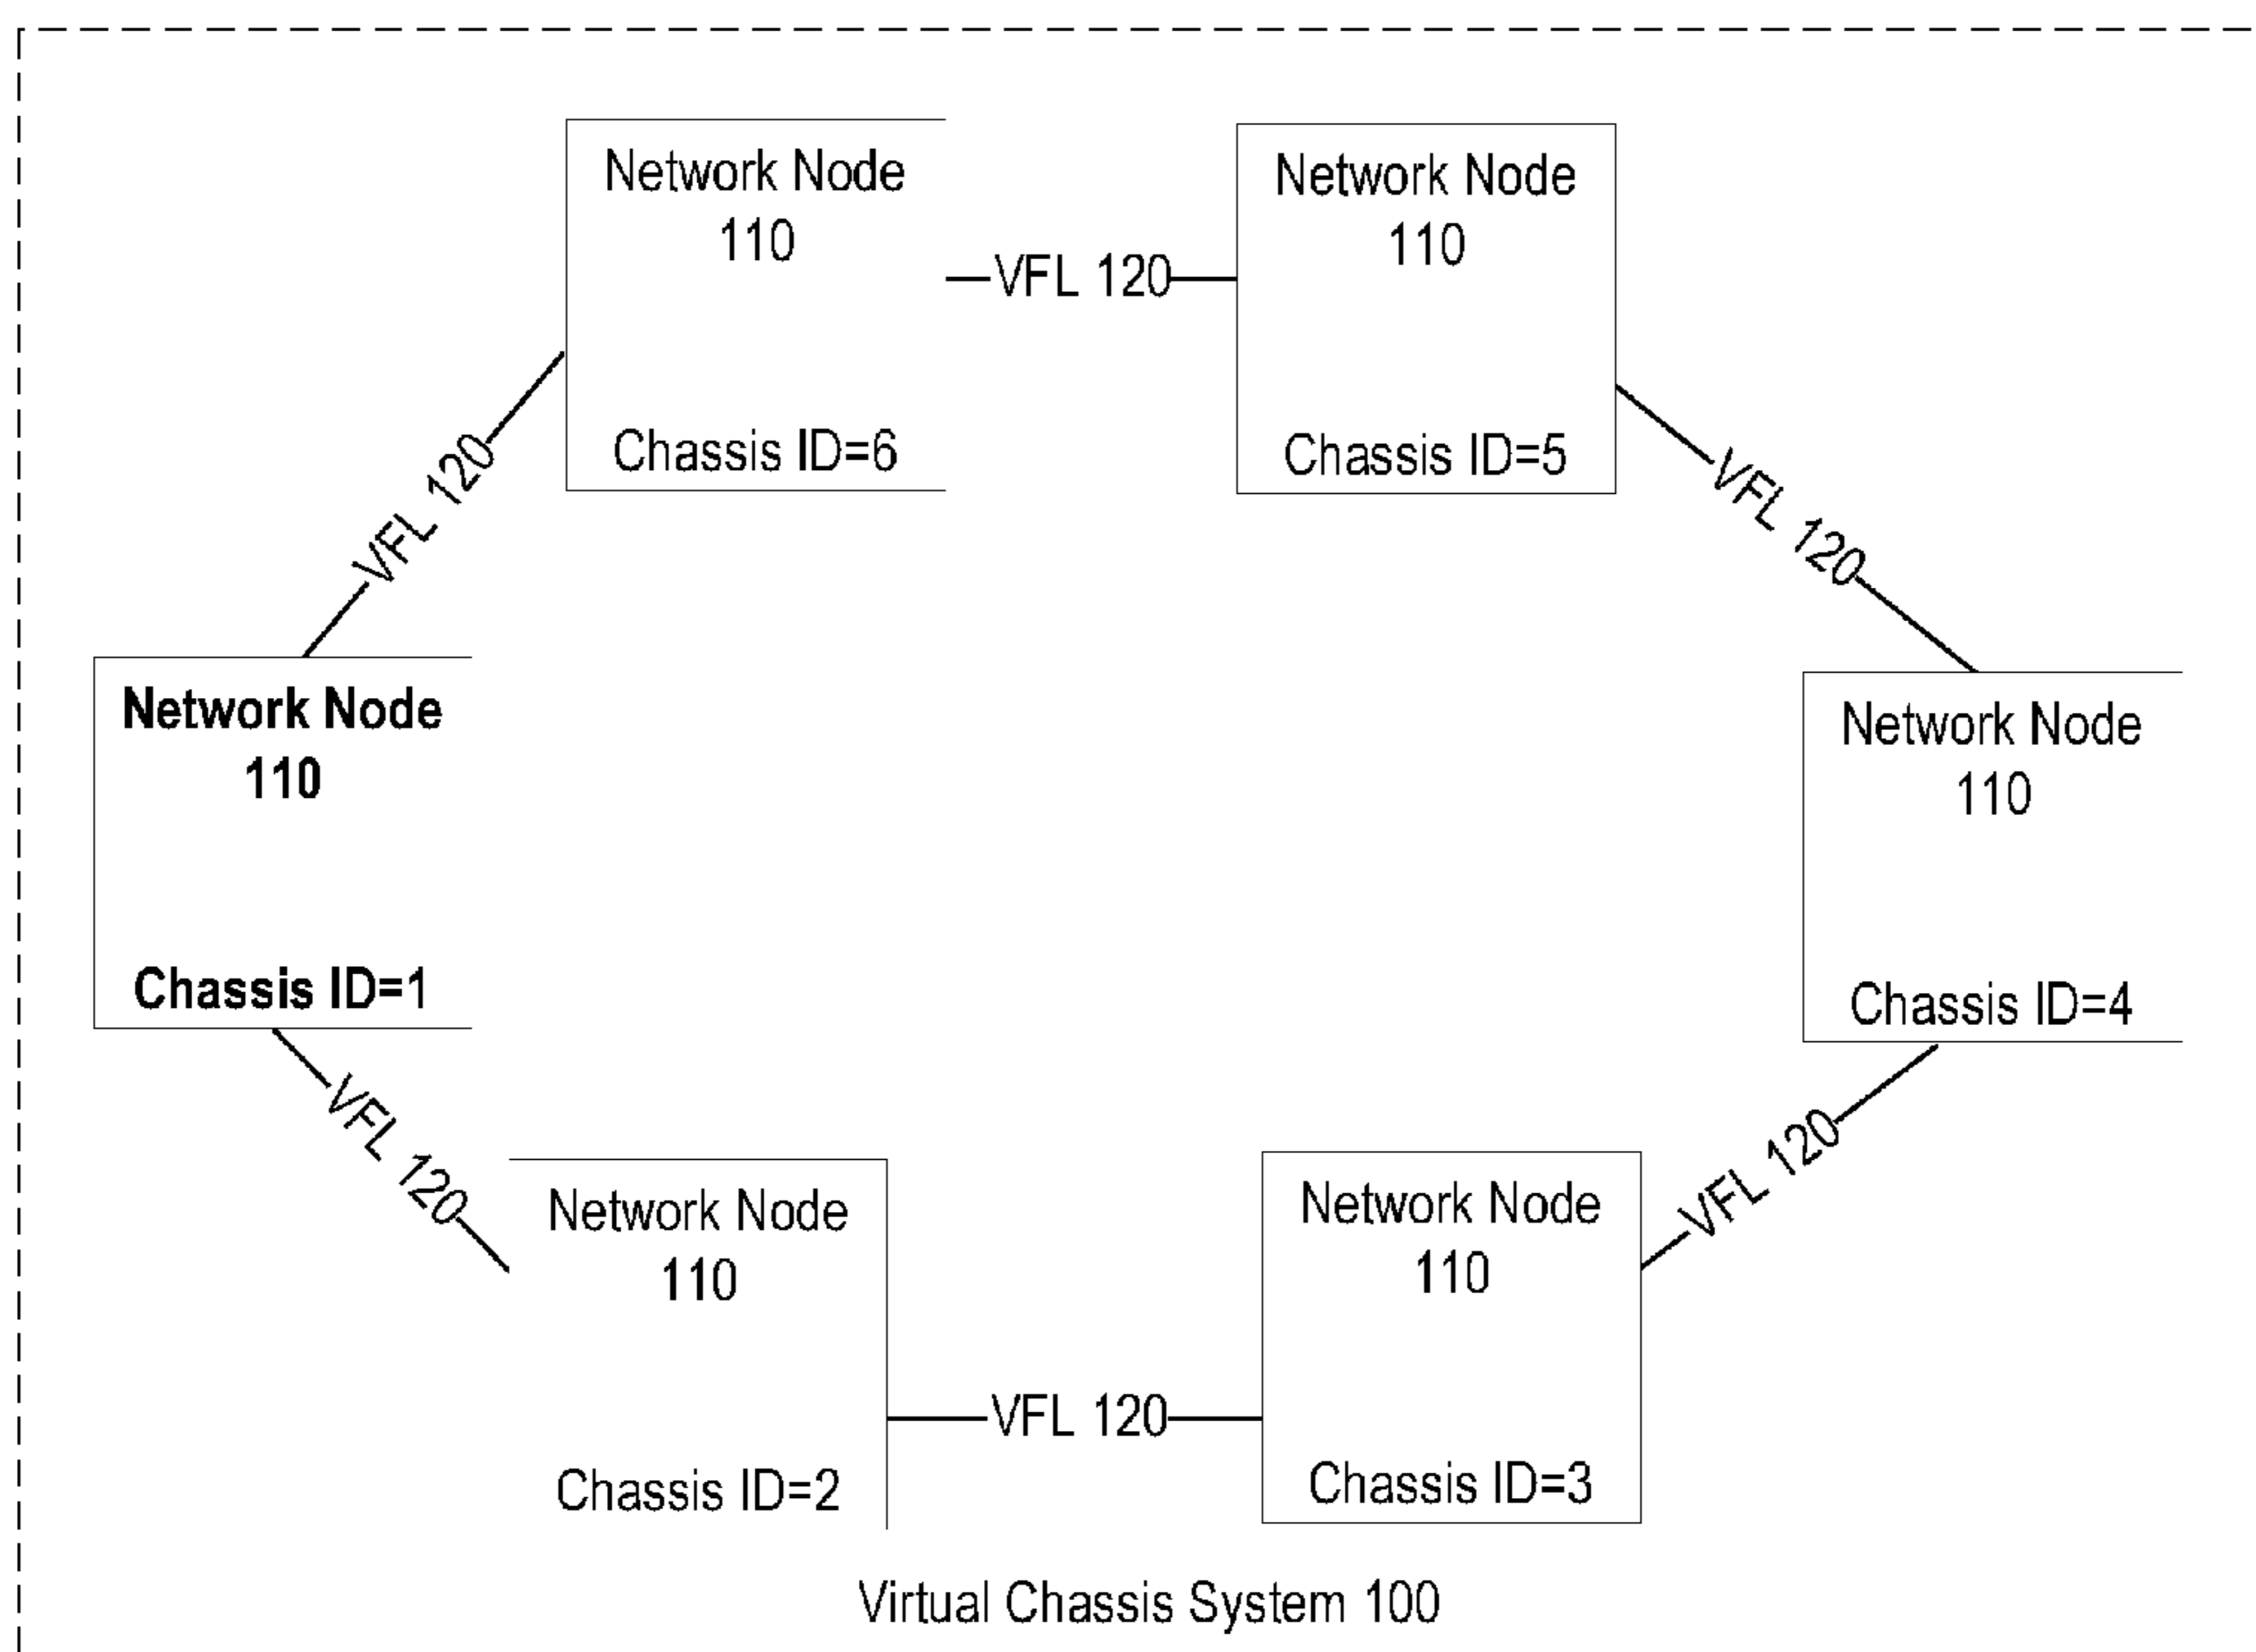 Network Node
110
Chassis ID=6
VFL 120
Network Node
110
Chassis ID=5
VFL 120
VFL 120
Network Node
110
Chassis ID=1
Network Node
110
Chassis ID=4
VFL 120
VFL 120
Network Node
110
Chassis ID=2
VFL 120
Network Node
110
Chassis ID=3
Virtual Chassis System 100